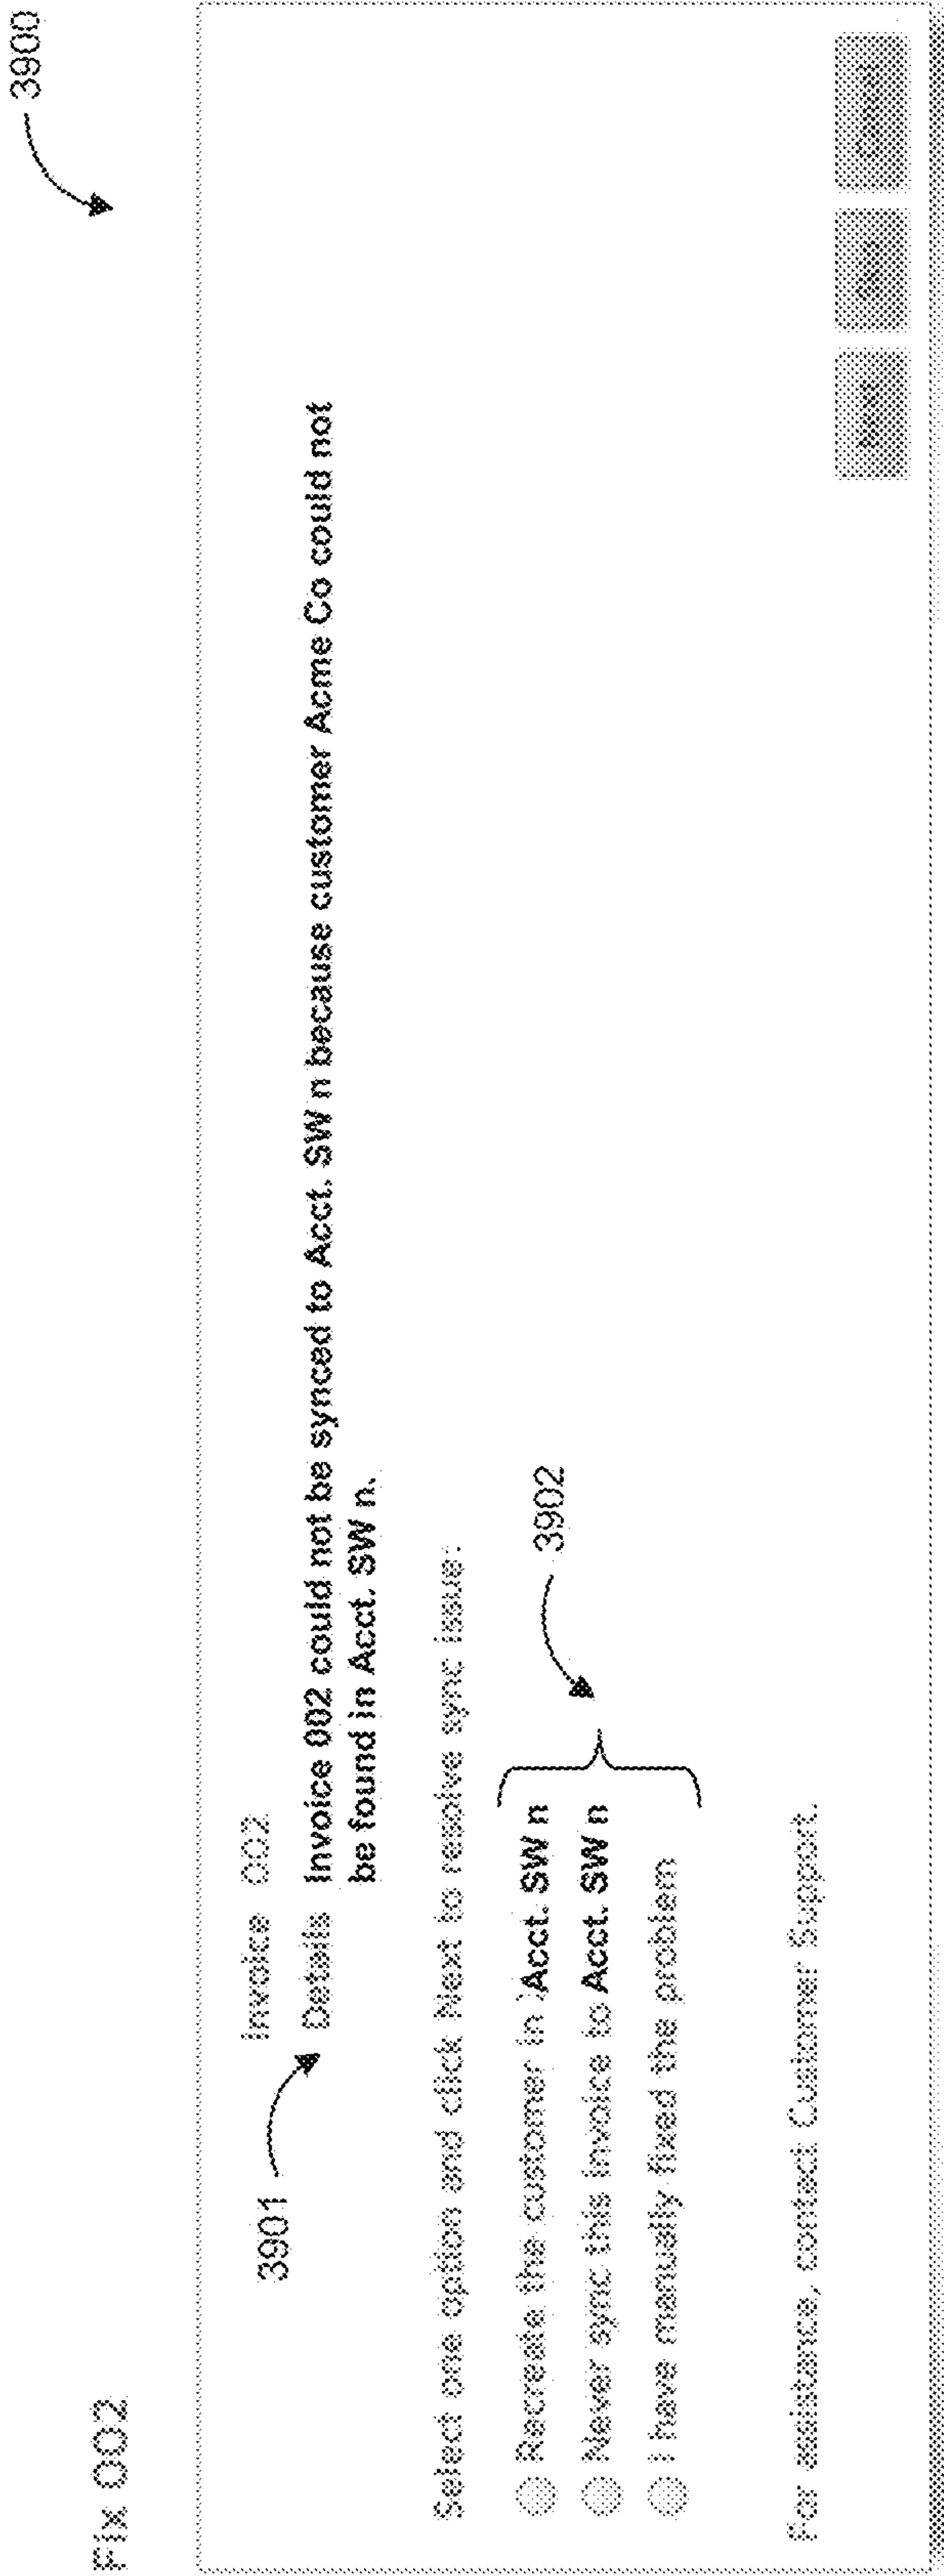 3900
Fix 002
Invoice 002
3901
Details Invoice 002 could not be synced to Acct. SW n because customer Acme Co could not
be found in Acct. SW n.
Select one option and click Next to resolve sync issue:
Recreate the customer in Acct. SW n
Never sync this invoice to Acct. SW n
I have manually fixed the problem
3902
For assistance, contact Customer Support.